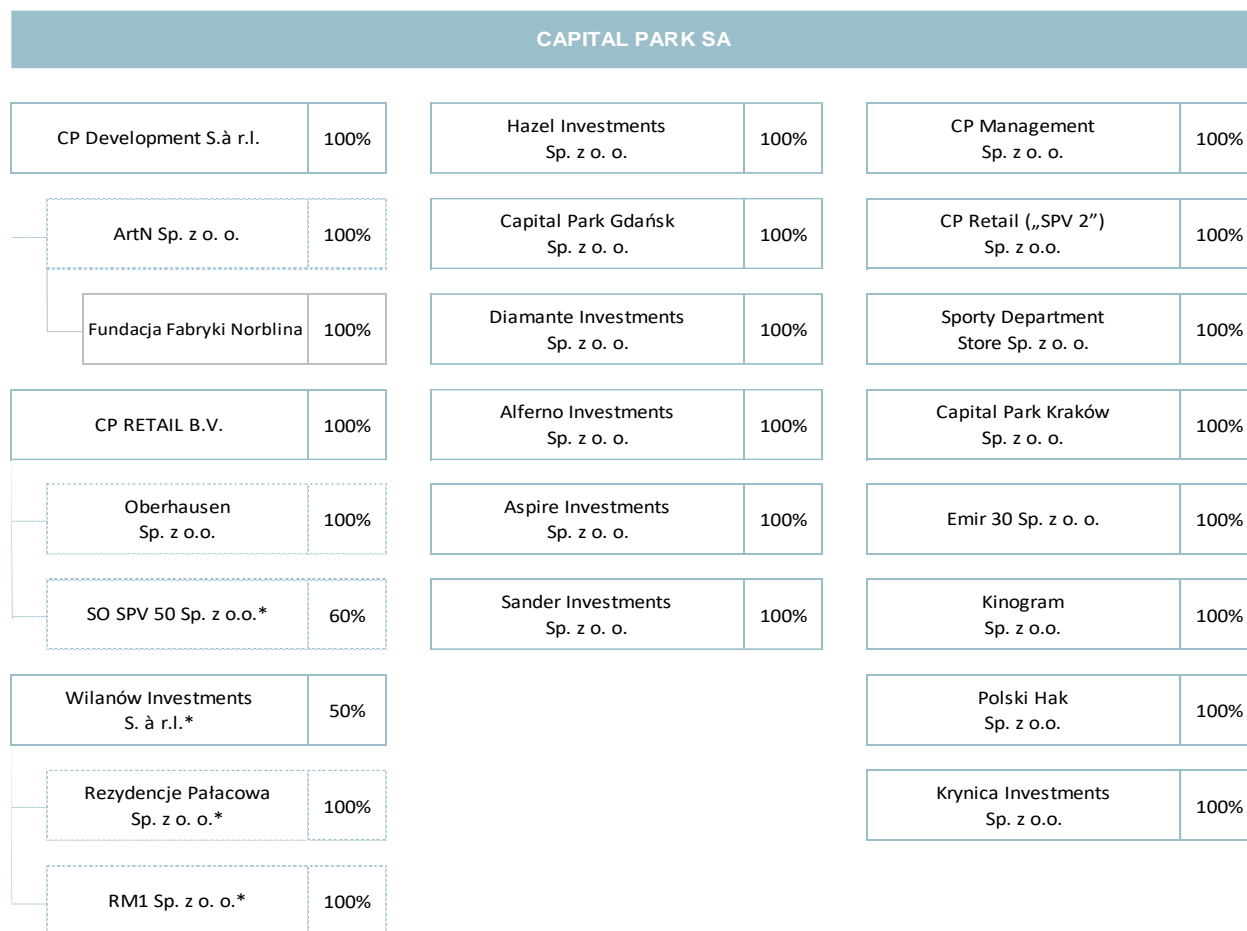 CAPITAL PARK SA
CP Development S.à r.l.
100%
ArtN Sp. z o. o.
100%
Fundacja Fabryki Norblina
100%
CP RETAIL B.V.
100%
Oberhausen
Sp. z o.o.
100%
SO SPV 50 Sp. z o.o.*
60%
Wilanów Investments
S. à r.l.*
50%
Rezydencje Pałacowa
Sp. z o. o.*
100%
RM1 Sp. z o. o.*
100%
Hazel Investments
Sp. z o. o.
100%
Capital Park Gdańsk
Sp. z o. o.
100%
Diamante Investments
Sp. z o. o.
100%
Alferno Investments
Sp. z o. o.
100%
Aspire Investments
Sp. z o. o.
100%
Sander Investments
Sp. z o. o.
100%
CP Management
Sp. z o. o.
100%
CP Retail („SPV 2”)
Sp. z o.o.
100%
Sporty Department
Store Sp. z o. o.
100%
Capital Park Kraków
Sp. z o. o.
100%
Emir 30 Sp. z o. o.
100%
Kinogram
Sp. z o.o.
100%
Polski Hak
Sp. z o.o.
100%
Krynica Investments
Sp. z o.o.
100%